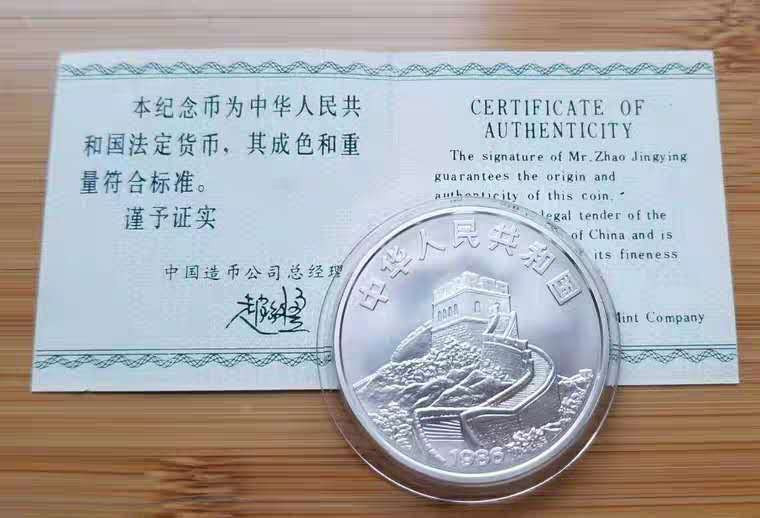 本纪念币为中华人民共
和国法定货币，其成色和重
量符合标准。
谨予证实
中国造币公司总经理
CERTIFICATE OF
AUTHENTICITY
The signature of Mr. Zhao Jingying
guarantees the origin and
authenticity of this coin.
legal tender of the
of China and is
its fineness
Mint Company
中华人民共和国
1986